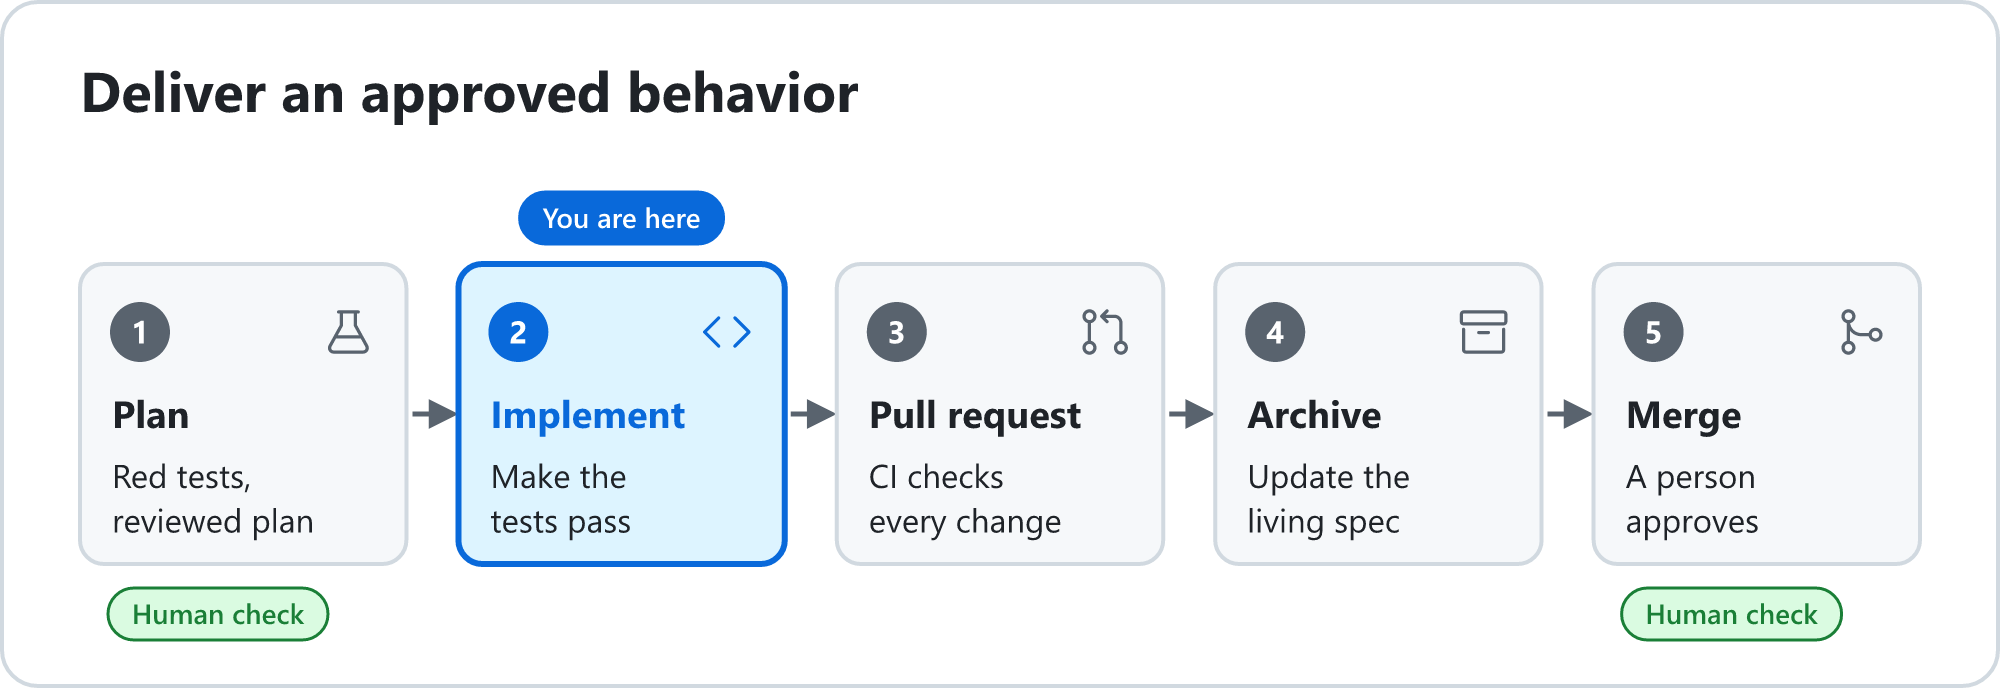 Deliver an approved behavior
You are here
1
Plan
Red tests,
reviewed plan
Human check
2
Implement
Make the
tests pass
3
Pull request
CI checks
every change
4
Archive
Update the
living spec
5
Merge
A person
approves
Human check